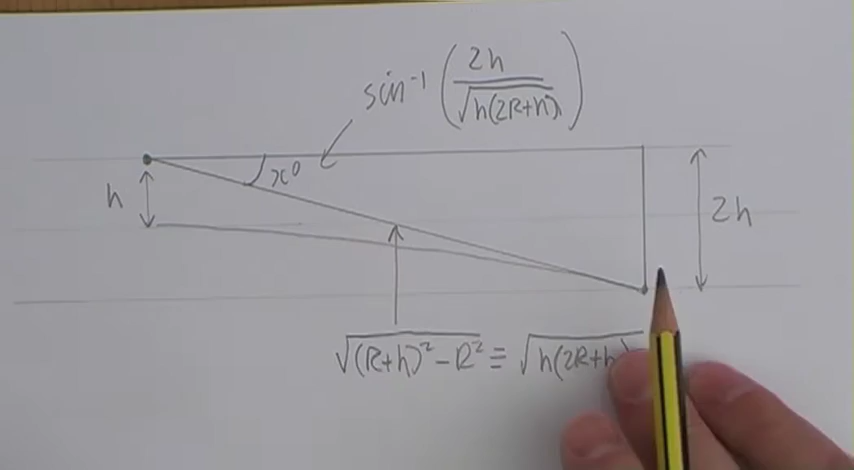 sin⁻¹ (2h / √h(2R+h))
x°
h
2h
√(R+h)² − R² ≡ √h(2R+h)